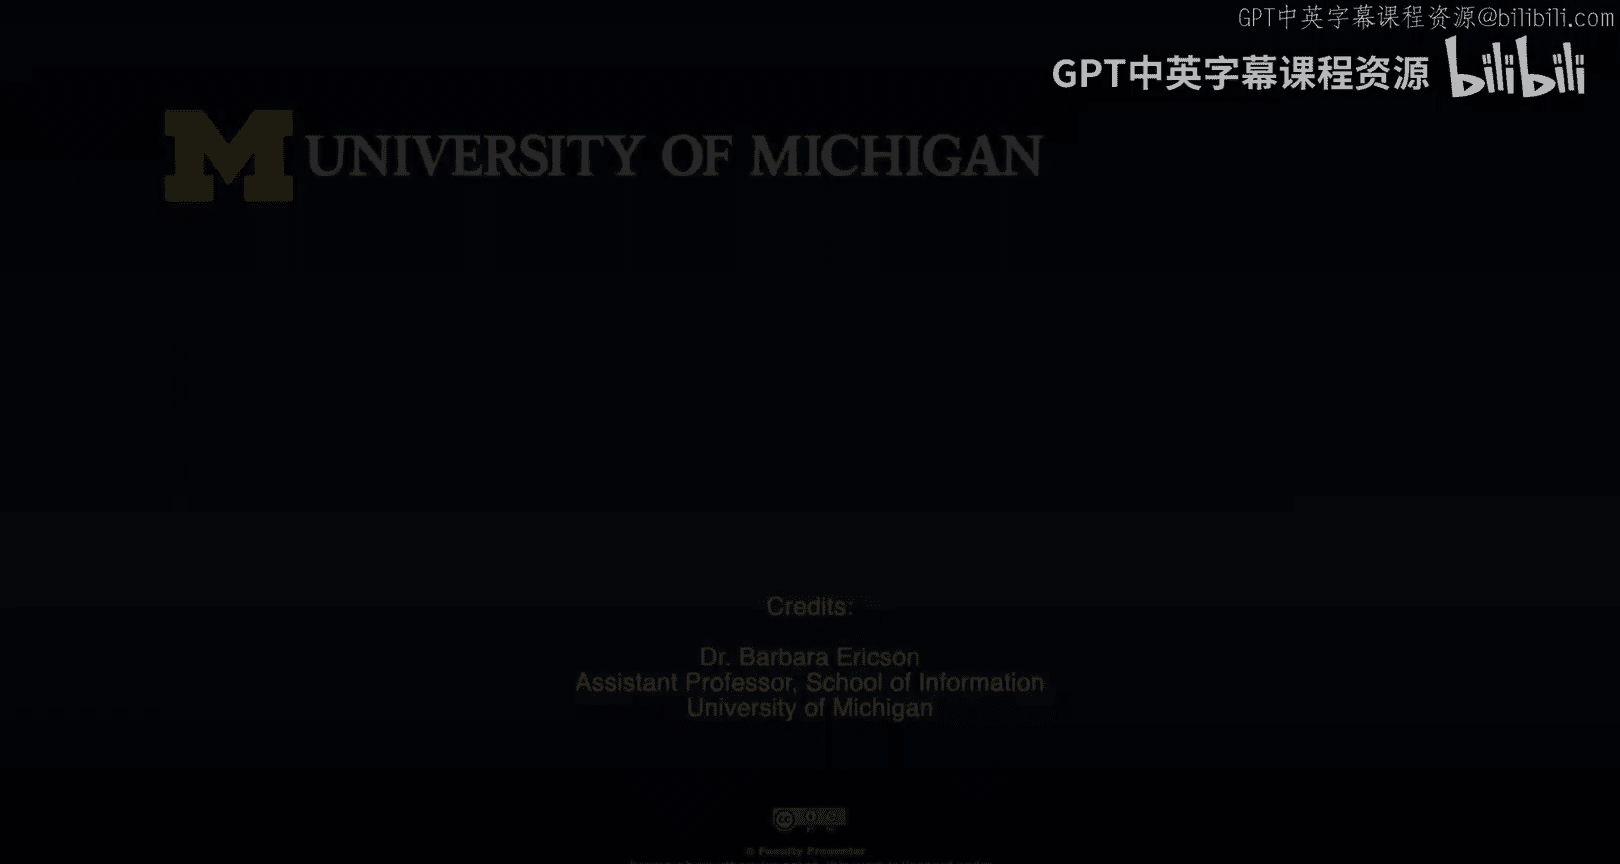 GPT中英字幕课程资源@bilibili.com
GPT中英字幕课程资源 bilibili
M UNIVERSITY OF MICHIGAN
Credits:
Dr. Barbara Ericson
Assistant Professor, School of Information
University of Michigan
© Faculty Presenter